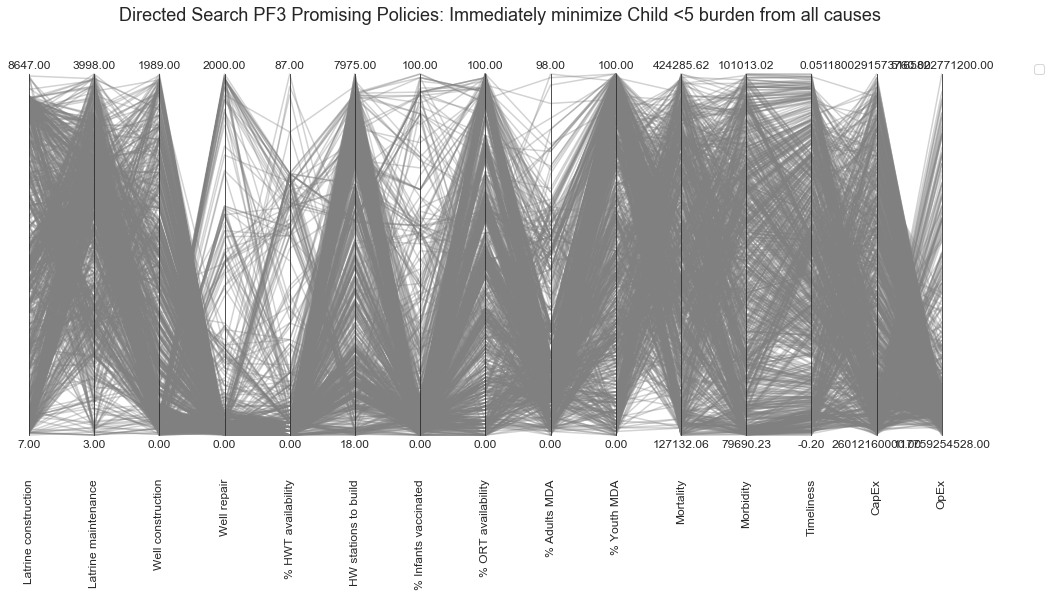 Directed Search PF3 Promising Policies: Immediately minimize Child <5 burden from all causes
8647.00 3998.00 1989.00 2000.00 87.00 7975.00 100.00 100.00 98.00 100.00 424285.62 101013.02 0.05
7.00 3.00 0.00 0.00 0.00 18.00 0.00 0.00 0.00 0.00 127132.06 79690.23 -0.20
Latrine construction
Latrine maintenance
Well construction
Well repair
% HWT availability
HW stations to build
% Infants vaccinated
% ORT availability
% Adults MDA
% Youth MDA
Mortality
Morbidity
Timeliness
CapEx
OpEx